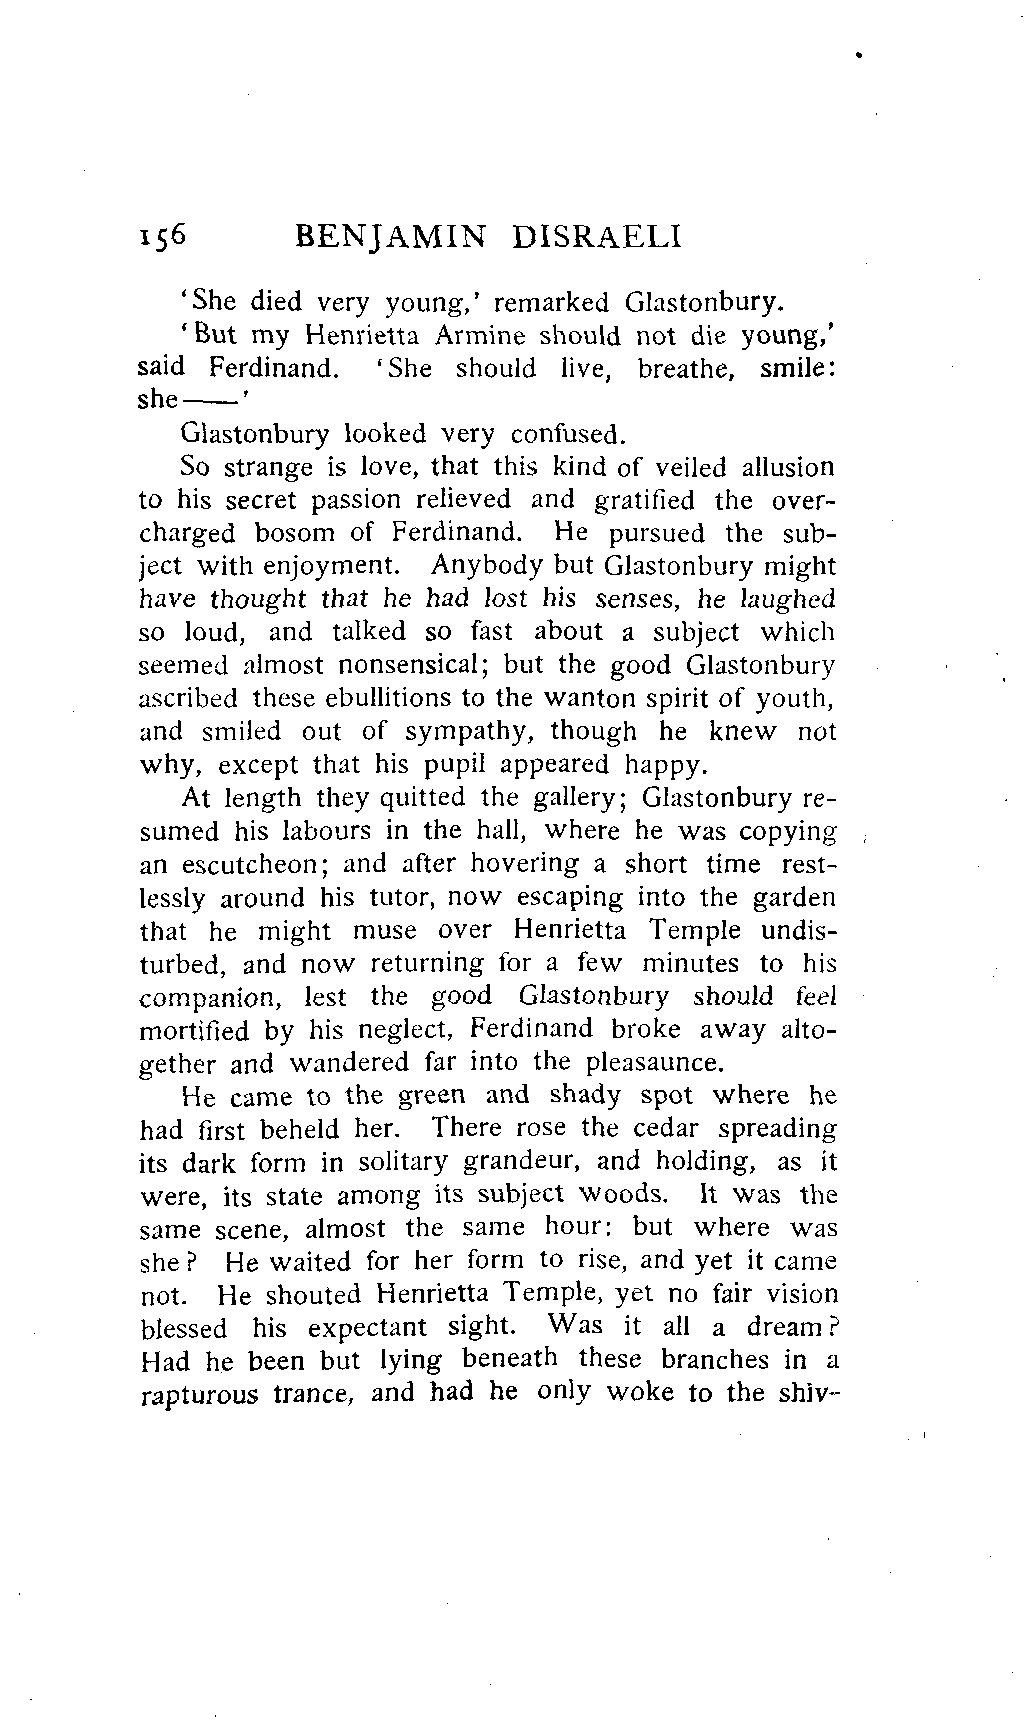 156 BENJAMIN DISRAELI
'She died very young,' remarked Glastonbury.
'But my Henrietta Armine should not die young,'
said Ferdinand. 'She should live, breathe, smile:
she——'
Glastonbury looked very confused.
So strange is love, that this kind of veiled allusion
to his secret passion relieved and gratified the over-
charged bosom of Ferdinand. He pursued the sub-
ject with enjoyment. Anybody but Glastonbury might
have thought that he had lost his senses, he laughed
so loud, and talked so fast about a subject which
seemed almost nonsensical; but the good Glastonbury
ascribed these ebullitions to the wanton spirit of youth,
and smiled out of sympathy, though he knew not
why, except that his pupil appeared happy.
At length they quitted the gallery; Glastonbury re-
sumed his labours in the hall, where he was copying
an escutcheon; and after hovering a short time rest-
lessly around his tutor, now escaping into the garden
that he might muse over Henrietta Temple undis-
turbed, and now returning for a few minutes to his
companion, lest the good Glastonbury should feel
mortified by his neglect, Ferdinand broke away alto-
gether and wandered far into the pleasaunce.
He came to the green and shady spot where he
had first beheld her. There rose the cedar spreading
its dark form in solitary grandeur, and holding, as it
were, its state among its subject woods. It was the
same scene, almost the same hour: but where was
she? He waited for her form to rise, and yet it came
not. He shouted Henrietta Temple, yet no fair vision
blessed his expectant sight. Was it all a dream?
Had he been but lying beneath these branches in a
rapturous trance, and had he only woke to the shiv-